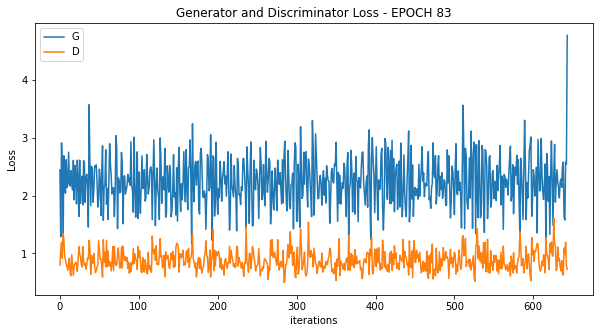 Generator and Discriminator Loss - EPOCH 83
G
D
Loss
4
3
2
1
0
100
200
300
400
500
600
iterations